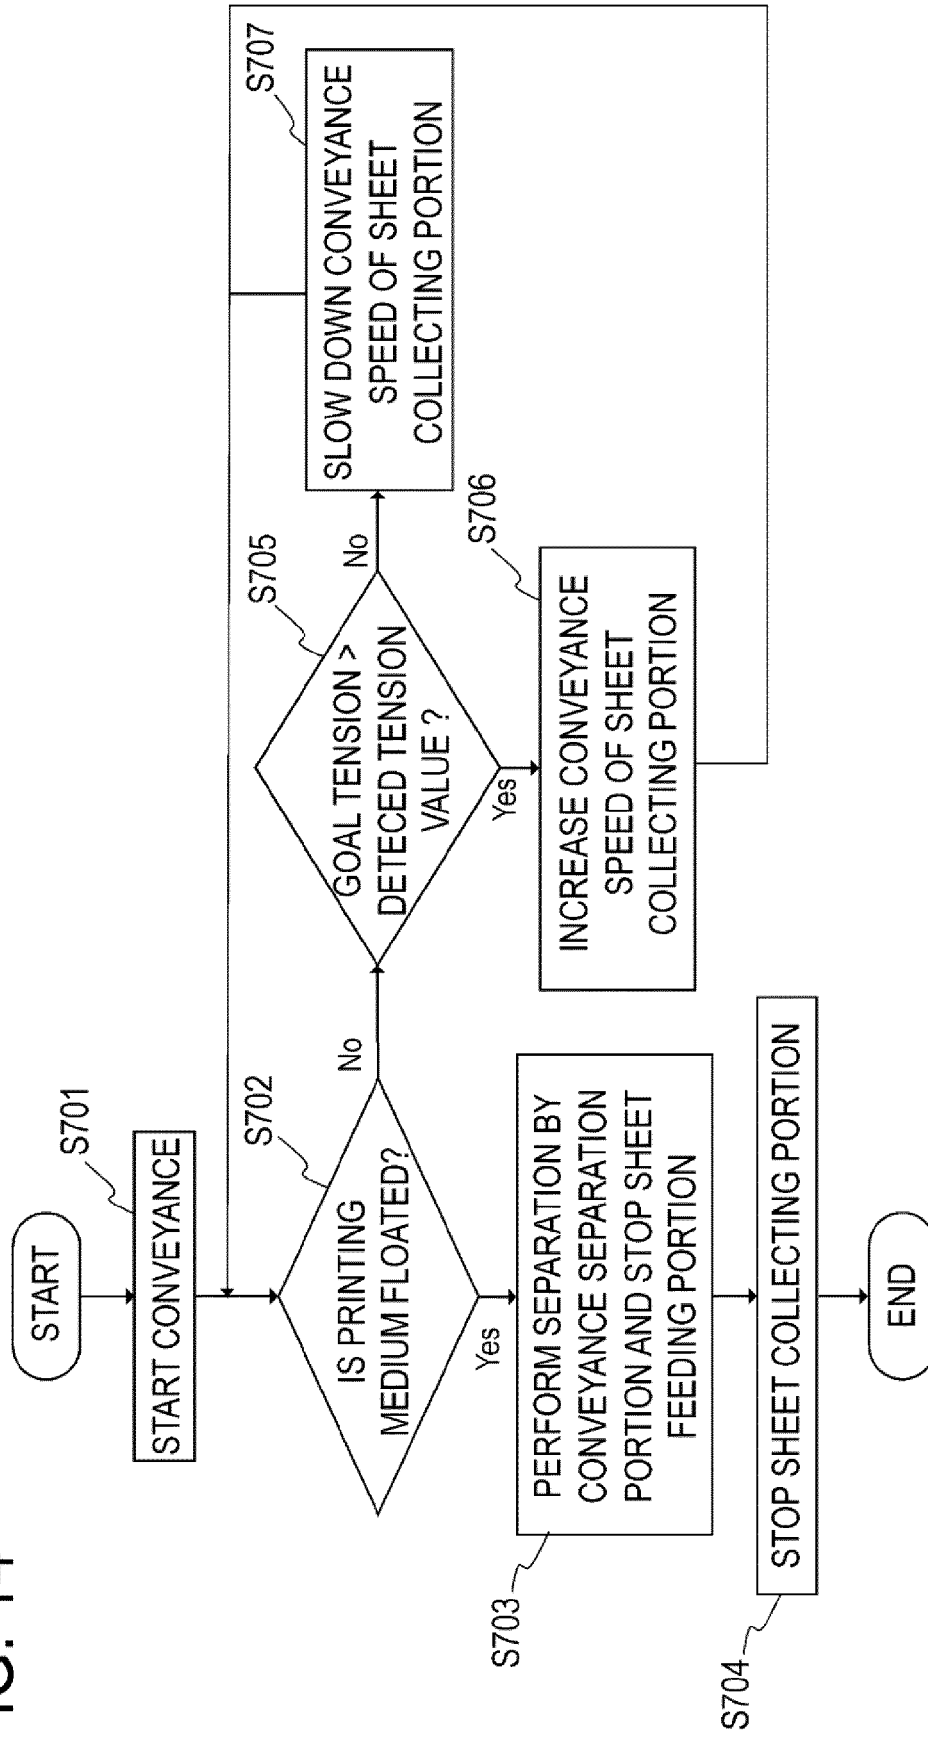 START
S701
START CONVEYANCE
S702
IS PRINTING
MEDIUM FLOATED?
No
Yes
S703
PERFORM SEPARATION BY
CONVEYANCE SEPARATION
PORTION AND STOP SHEET
FEEDING PORTION
S704
STOP SHEET COLLECTING PORTION
END
S705
GOAL TENSION >
DETECED TENSION
VALUE ?
No
Yes
S706
INCREASE CONVEYANCE
SPEED OF SHEET
COLLECTING PORTION
S707
SLOW DOWN CONVEYANCE
SPEED OF SHEET
COLLECTING PORTION